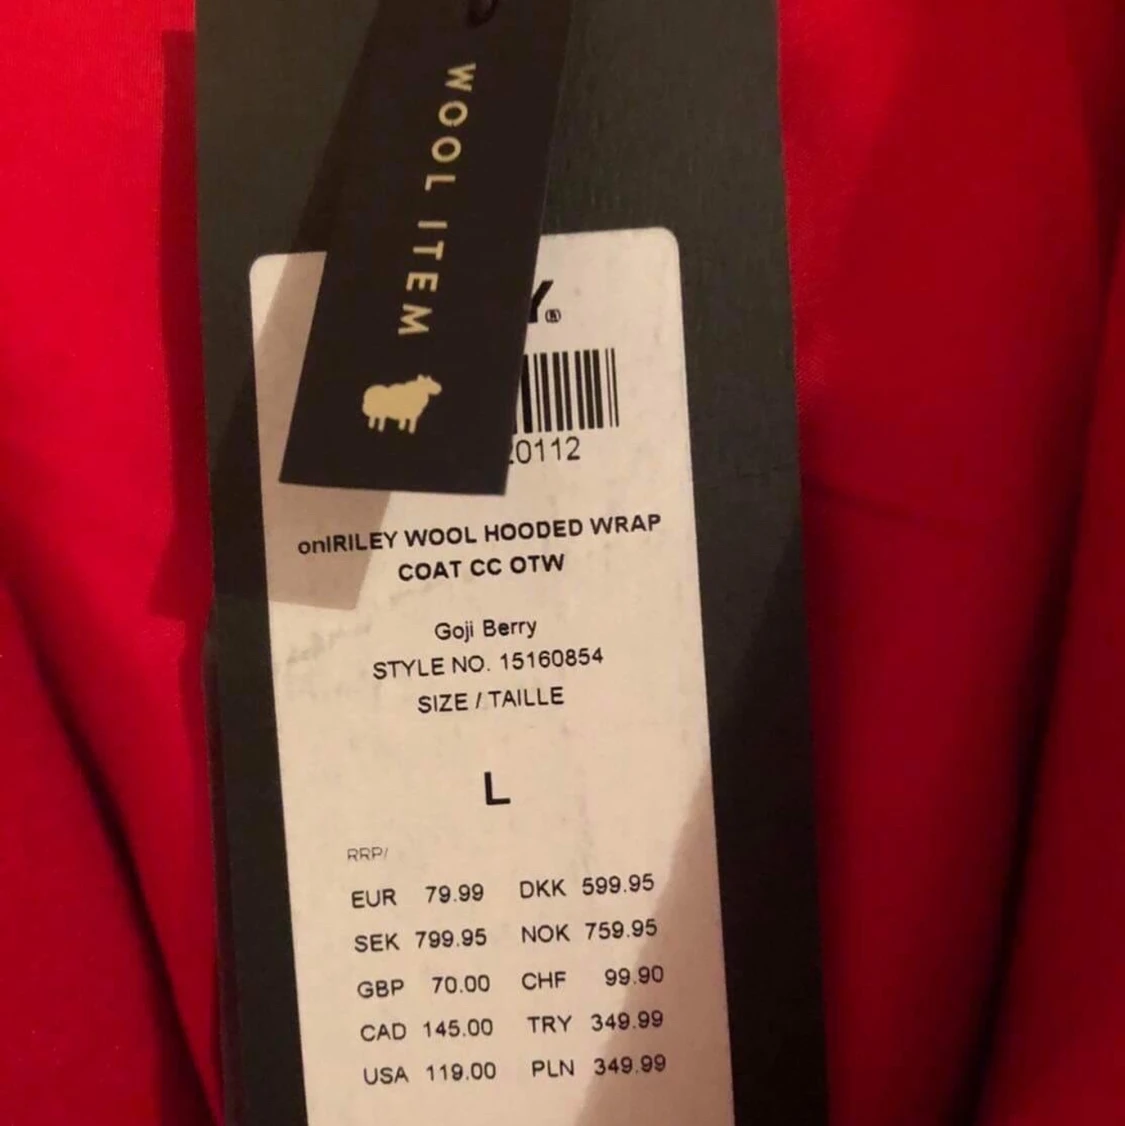 WOOL ITEM
Y®
0112
onlRILEY WOOL HOODED WRAP
COAT CC OTW
Goji Berry
STYLE NO. 15160854
SIZE / TAILLE
L
RRP/
EUR 79.99 DKK 599.95
SEK 799.95 NOK 759.95
GBP 70.00 CHF 99.90
CAD 145.00 TRY 349.99
USA 119.00 PLN 349.99